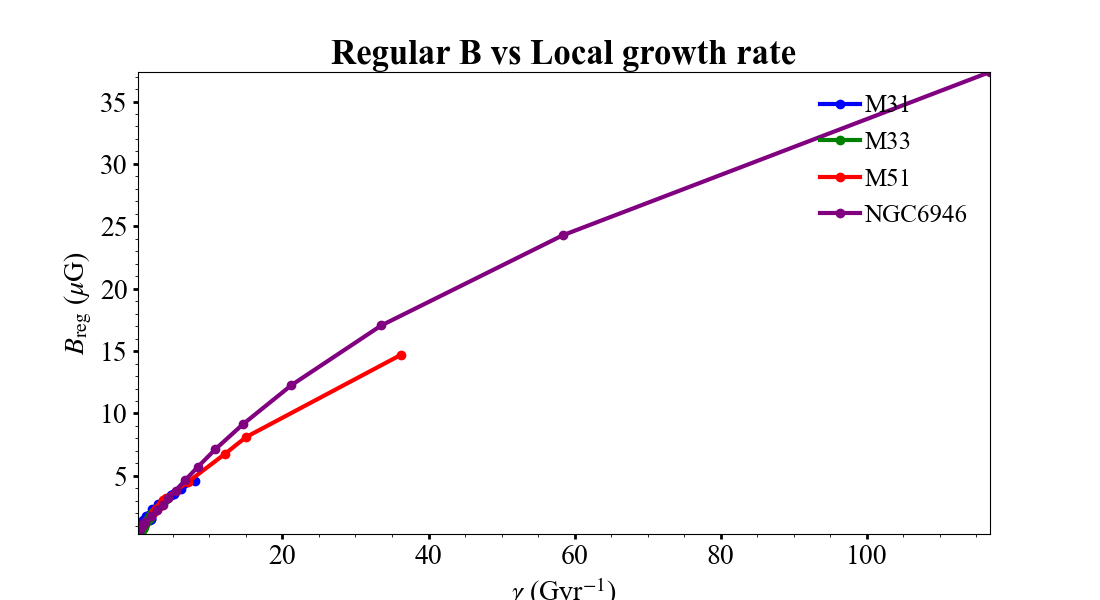 Regular B vs Local growth rate
35
30
25
20
15
10
5
B_reg (μG)
M31
M33
M51
NGC6946
20 40 60 80 100
γ (Gyr⁻¹)